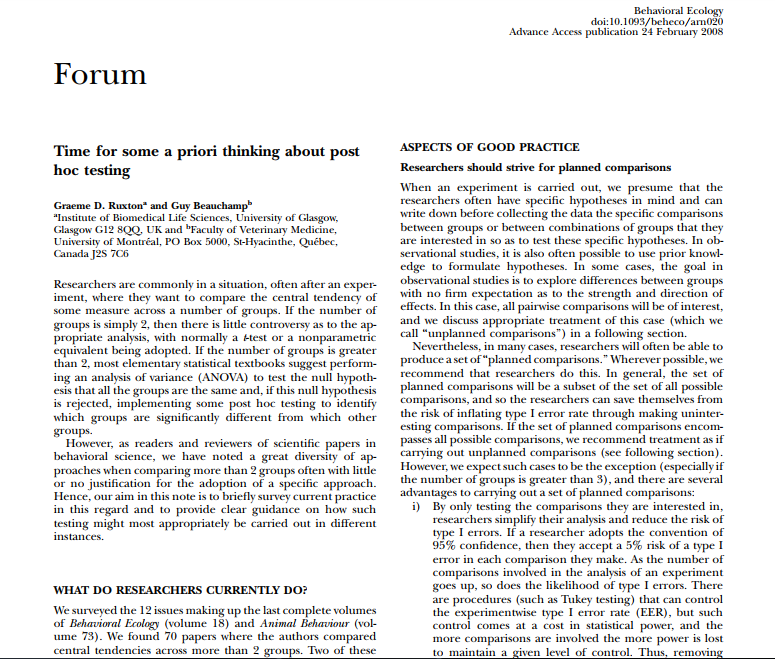 Behavioral Ecology
doi:10.1093/beheco/arn020
Advance Access publication 24 February 2008
Forum
Time for some a priori thinking about post
hoc testing
Graeme D. Ruxtonᵃ and Guy Beauchampᵇ
ᵃInstitute of Biomedical Life Sciences, University of Glasgow,
Glasgow G12 8QQ, UK and ᵇFaculty of Veterinary Medicine,
University of Montréal, PO Box 5000, St-Hyacinthe, Québec,
Canada J2S 7C6
Researchers are commonly in a situation, often after an exper-
iment, where they want to compare the central tendency of
some measure across a number of groups. If the number of
groups is simply 2, then there is little controversy as to the ap-
propriate analysis, with normally a t-test or a nonparametric
equivalent being adopted. If the number of groups is greater
than 2, most elementary statistical textbooks suggest perform-
ing an analysis of variance (ANOVA) to test the null hypoth-
esis that all the groups are the same and, if this null hypothesis
is rejected, implementing some post hoc testing to identify
which groups are significantly different from which other
groups.
However, as readers and reviewers of scientific papers in
behavioral science, we have noted a great diversity of ap-
proaches when comparing more than 2 groups often with little
or no justification for the adoption of a specific approach.
Hence, our aim in this note is to briefly survey current practice
in this regard and to provide clear guidance on how such
testing might most appropriately be carried out in different
instances.
WHAT DO RESEARCHERS CURRENTLY DO?
We surveyed the 12 issues making up the last complete volumes
of Behavioral Ecology (volume 18) and Animal Behaviour (vol-
ume 73). We found 70 papers where the authors compared
central tendencies across more than 2 groups. Two of these
ASPECTS OF GOOD PRACTICE
Researchers should strive for planned comparisons
When an experiment is carried out, we presume that the
researchers often have specific hypotheses in mind and can
write down before collecting the data the specific comparisons
between groups or between combinations of groups that they
are interested in so as to test these specific hypotheses. In ob-
servational studies, it is also often possible to use prior knowl-
edge to formulate hypotheses. In some cases, the goal in
observational studies is to explore differences between groups
with no firm expectation as to the strength and direction of
effects. In this case, all pairwise comparisons will be of interest,
and we discuss appropriate treatment of this case (which we
call “unplanned comparisons”) in a following section.
Nevertheless, in many cases, researchers will often be able to
produce a set of “planned comparisons.” Wherever possible, we
recommend that researchers do this. In general, the set of
planned comparisons will be a subset of the set of all possible
comparisons, and so the researchers can save themselves from
the risk of inflating type I error rate through making uninter-
esting comparisons. If the set of planned comparisons encom-
passes all possible comparisons, we recommend treatment as if
carrying out unplanned comparisons (see following section).
However, we expect such cases to be the exception (especially if
the number of groups is greater than 3), and there are several
advantages to carrying out a set of planned comparisons:
i) By only testing the comparisons they are interested in,
researchers simplify their analysis and reduce the risk of
type I errors. If a researcher adopts the convention of
95% confidence, then they accept a 5% risk of a type I
error in each comparison they make. As the number of
comparisons involved in the analysis of an experiment
goes up, so does the likelihood of type I errors. There
are procedures (such as Tukey testing) that can control
the experimentwise type I error rate (EER), but such
control comes at a cost in statistical power, and the
more comparisons are involved the more power is lost
to maintain a given level of control. Thus, removing